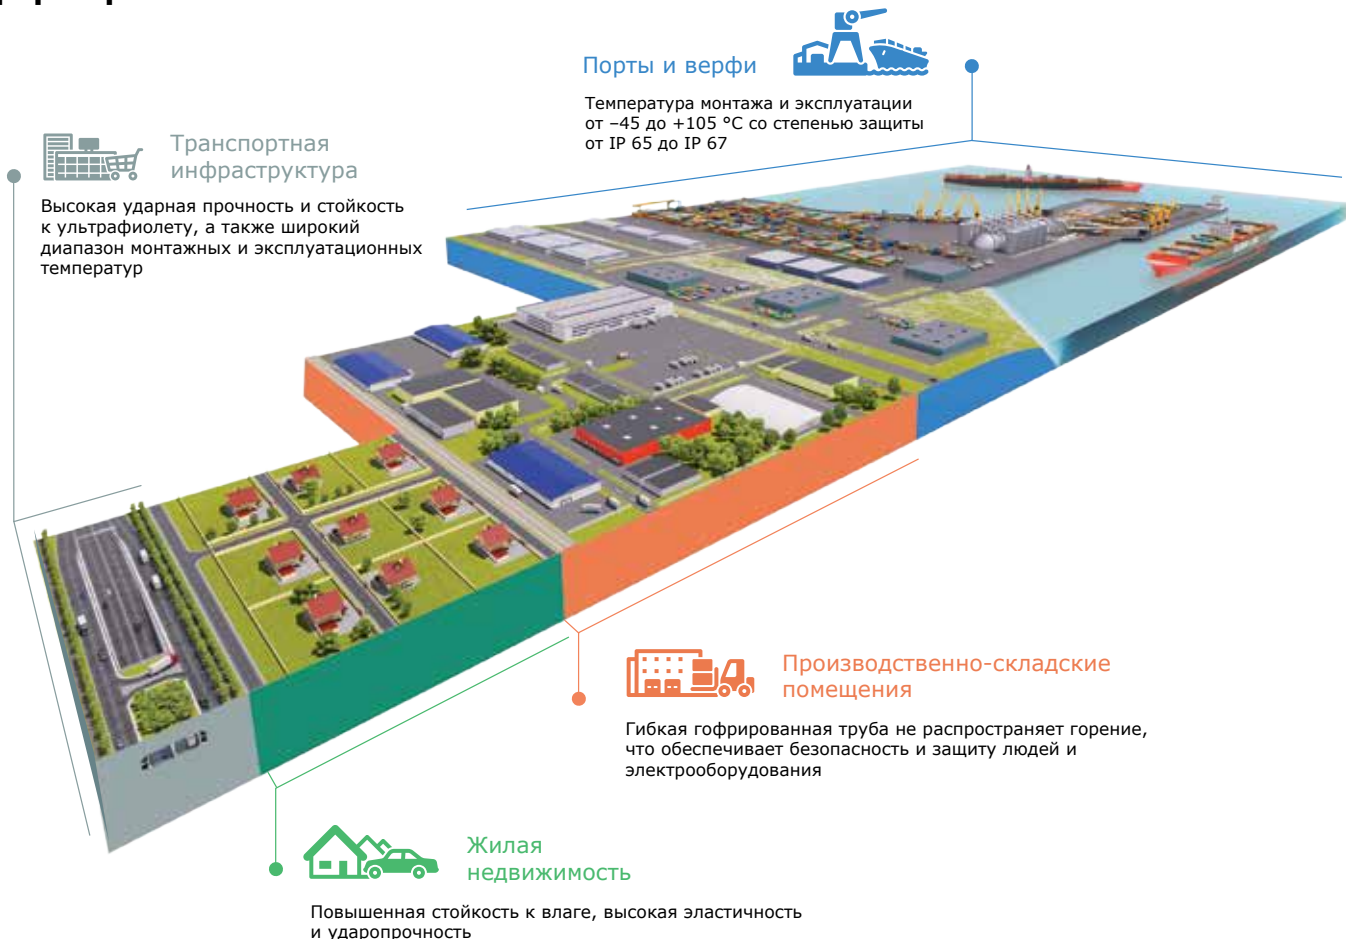 Порты и верфи
Температура монтажа и эксплуатации
от –45 до +105 °С со степенью защиты
от IP 65 до IP 67
Транспортная
инфраструктура
Высокая ударная прочность и стойкость
к ультрафиолету, а также широкий
диапазон монтажных и эксплуатационных
температур
Производственно-складские
помещения
Гибкая гофрированная труба не распространяет горение,
что обеспечивает безопасность и защиту людей и
электрооборудования
Жилая
недвижимость
Повышенная стойкость к влаге, высокая эластичность
и ударопрочность